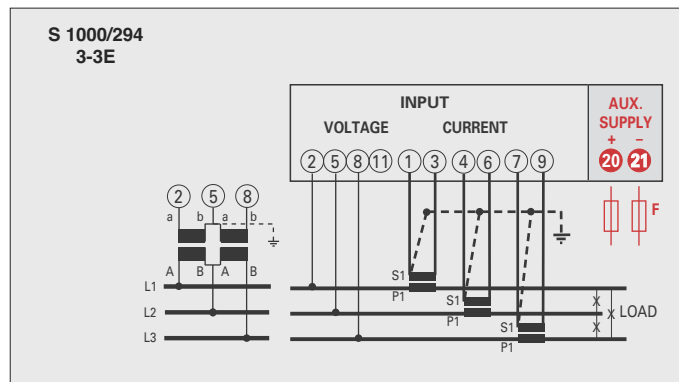 S 1000/294
3-3E
INPUT
VOLTAGE CURRENT
AUX.
SUPPLY
+ –
2 5 8 11 1 3 4 6 7 9 20 21
2 5 8
a b a b
F
A B A B
S1
P1
L1
S1
P1
L2
LOAD
S1
P1
L3